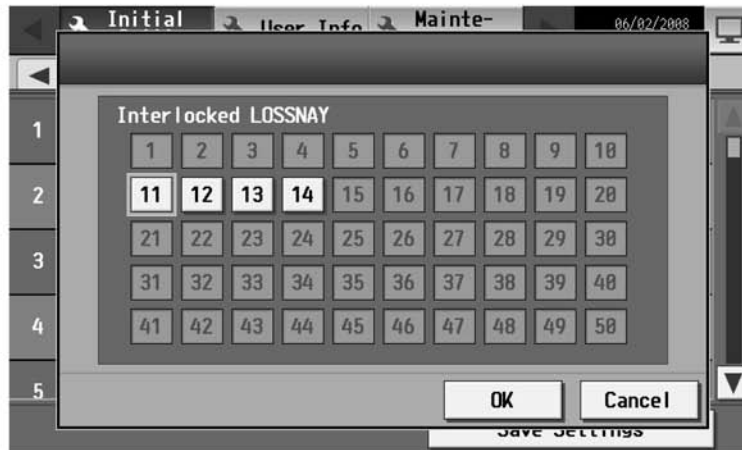 Initial
User Info
Mainte-
06/02/2008
Interlocked LOSSNAY
1 2 3 4 5 6 7 8 9 10
1
11 12 13 14 15 16 17 18 19 20
2
21 22 23 24 25 26 27 28 29 30
3
31 32 33 34 35 36 37 38 39 40
4
41 42 43 44 45 46 47 48 49 50
5
OK Cancel
Save Settings